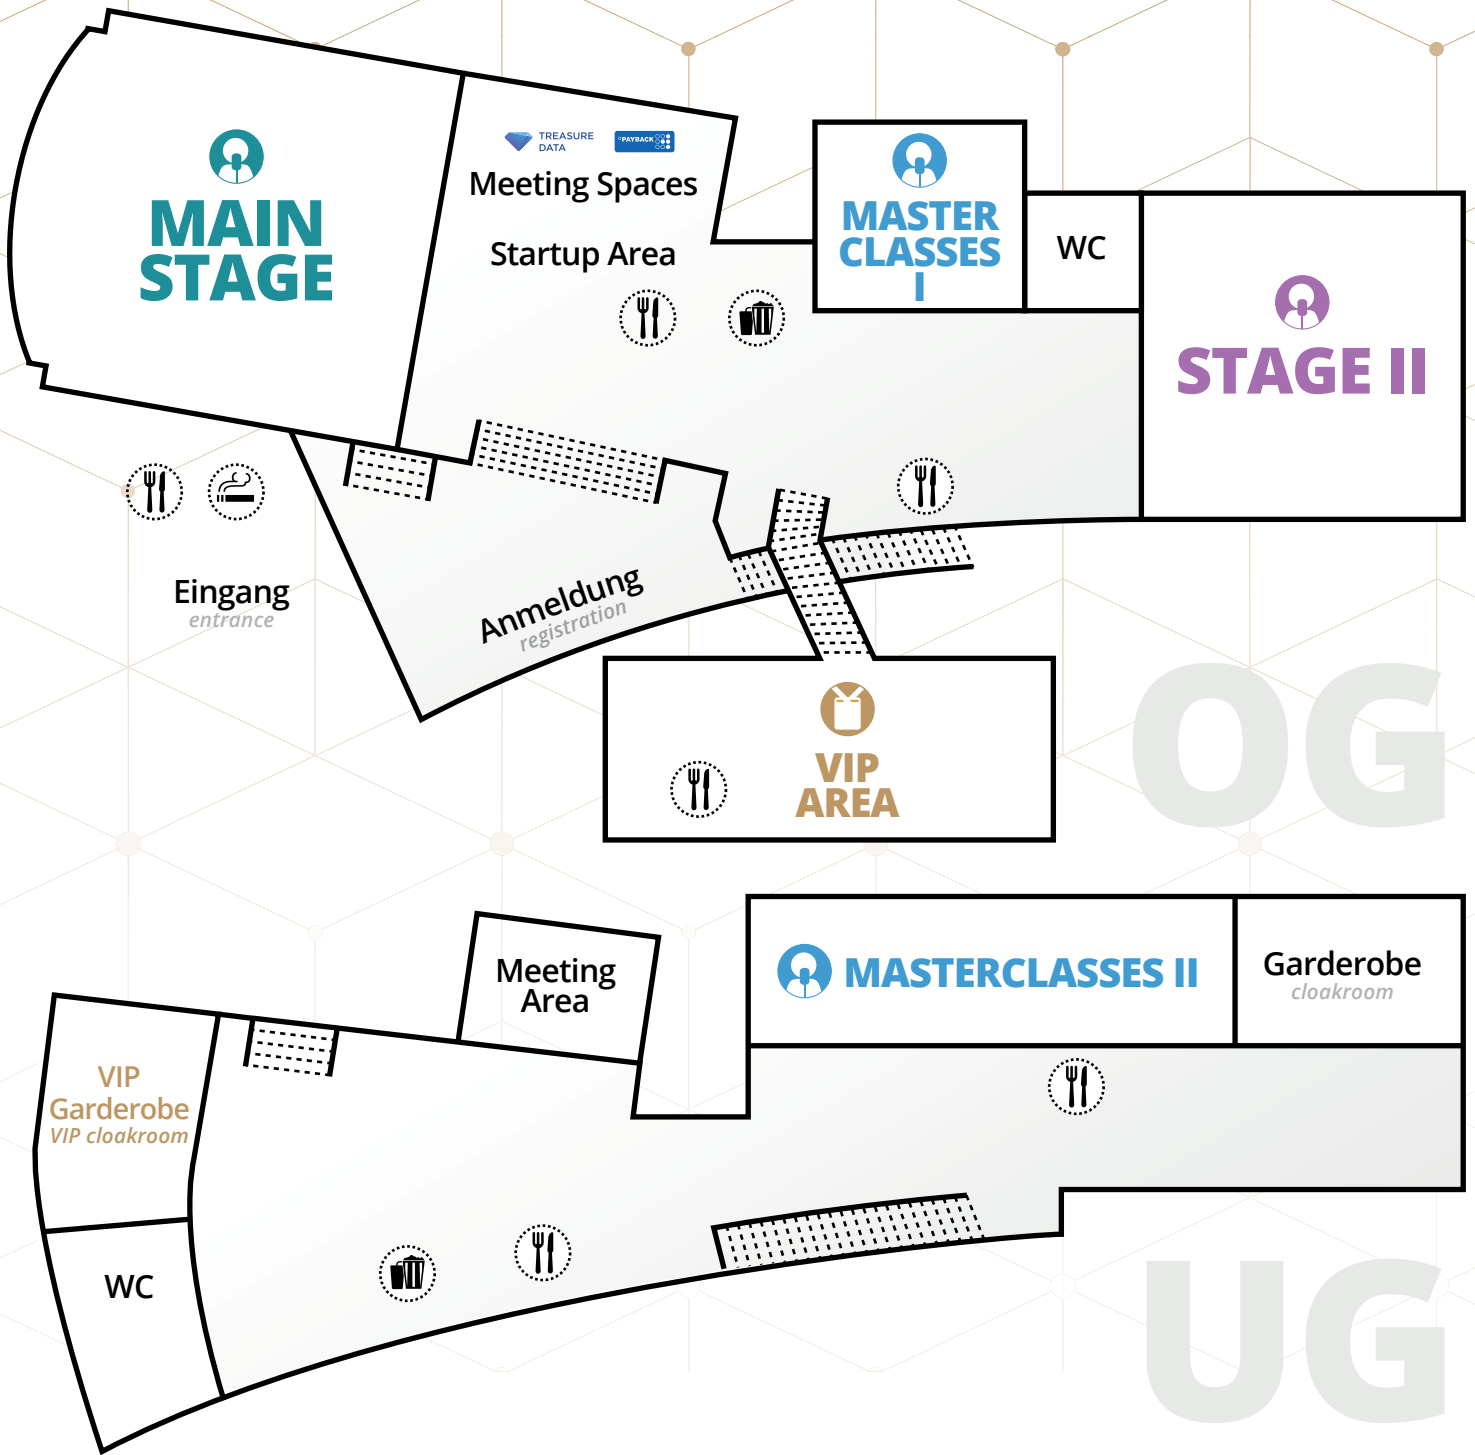 MAIN
STAGE
TREASURE
DATA
PAYBACK
Meeting Spaces
Startup Area
MASTER
CLASSES
I
WC
STAGE II
Eingang
entrance
Anmeldung
registration
VIP
AREA
OG
Meeting
Area
MASTERCLASSES II
Garderobe
cloakroom
VIP
Garderobe
VIP cloakroom
WC
UG